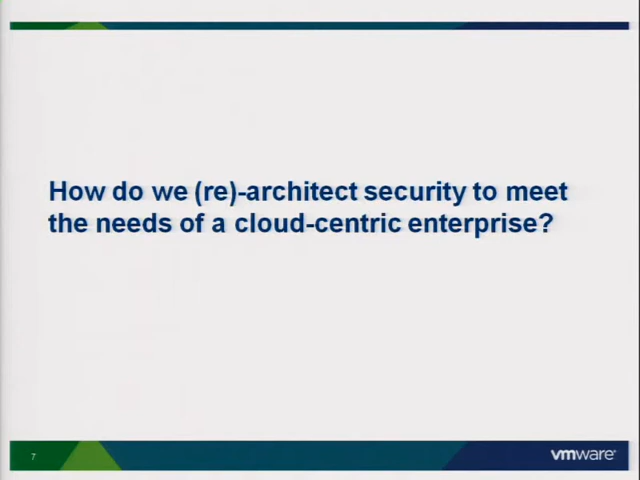 How do we (re)-architect security to meet
the needs of a cloud-centric enterprise?
7
vmware